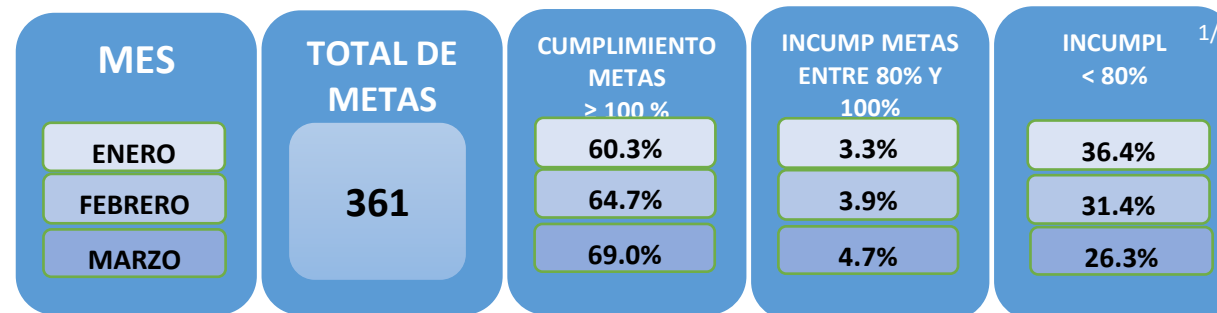 MES
ENERO
FEBRERO
MARZO
TOTAL DE
METAS
361
CUMPLIMIENTO
METAS
≥ 100 %
60.3%
64.7%
69.0%
INCUMP METAS
ENTRE 80% Y
100%
3.3%
3.9%
4.7%
INCUMPL 1/
< 80%
36.4%
31.4%
26.3%